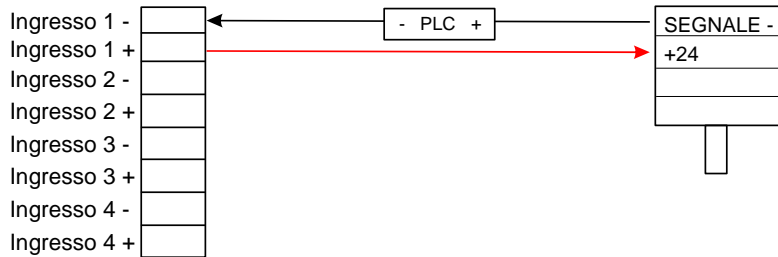 Ingresso 1 -
- PLC +
SEGNALE -
Ingresso 1 +
+24
Ingresso 2 -
Ingresso 2 +
Ingresso 3 -
Ingresso 3 +
Ingresso 4 -
Ingresso 4 +